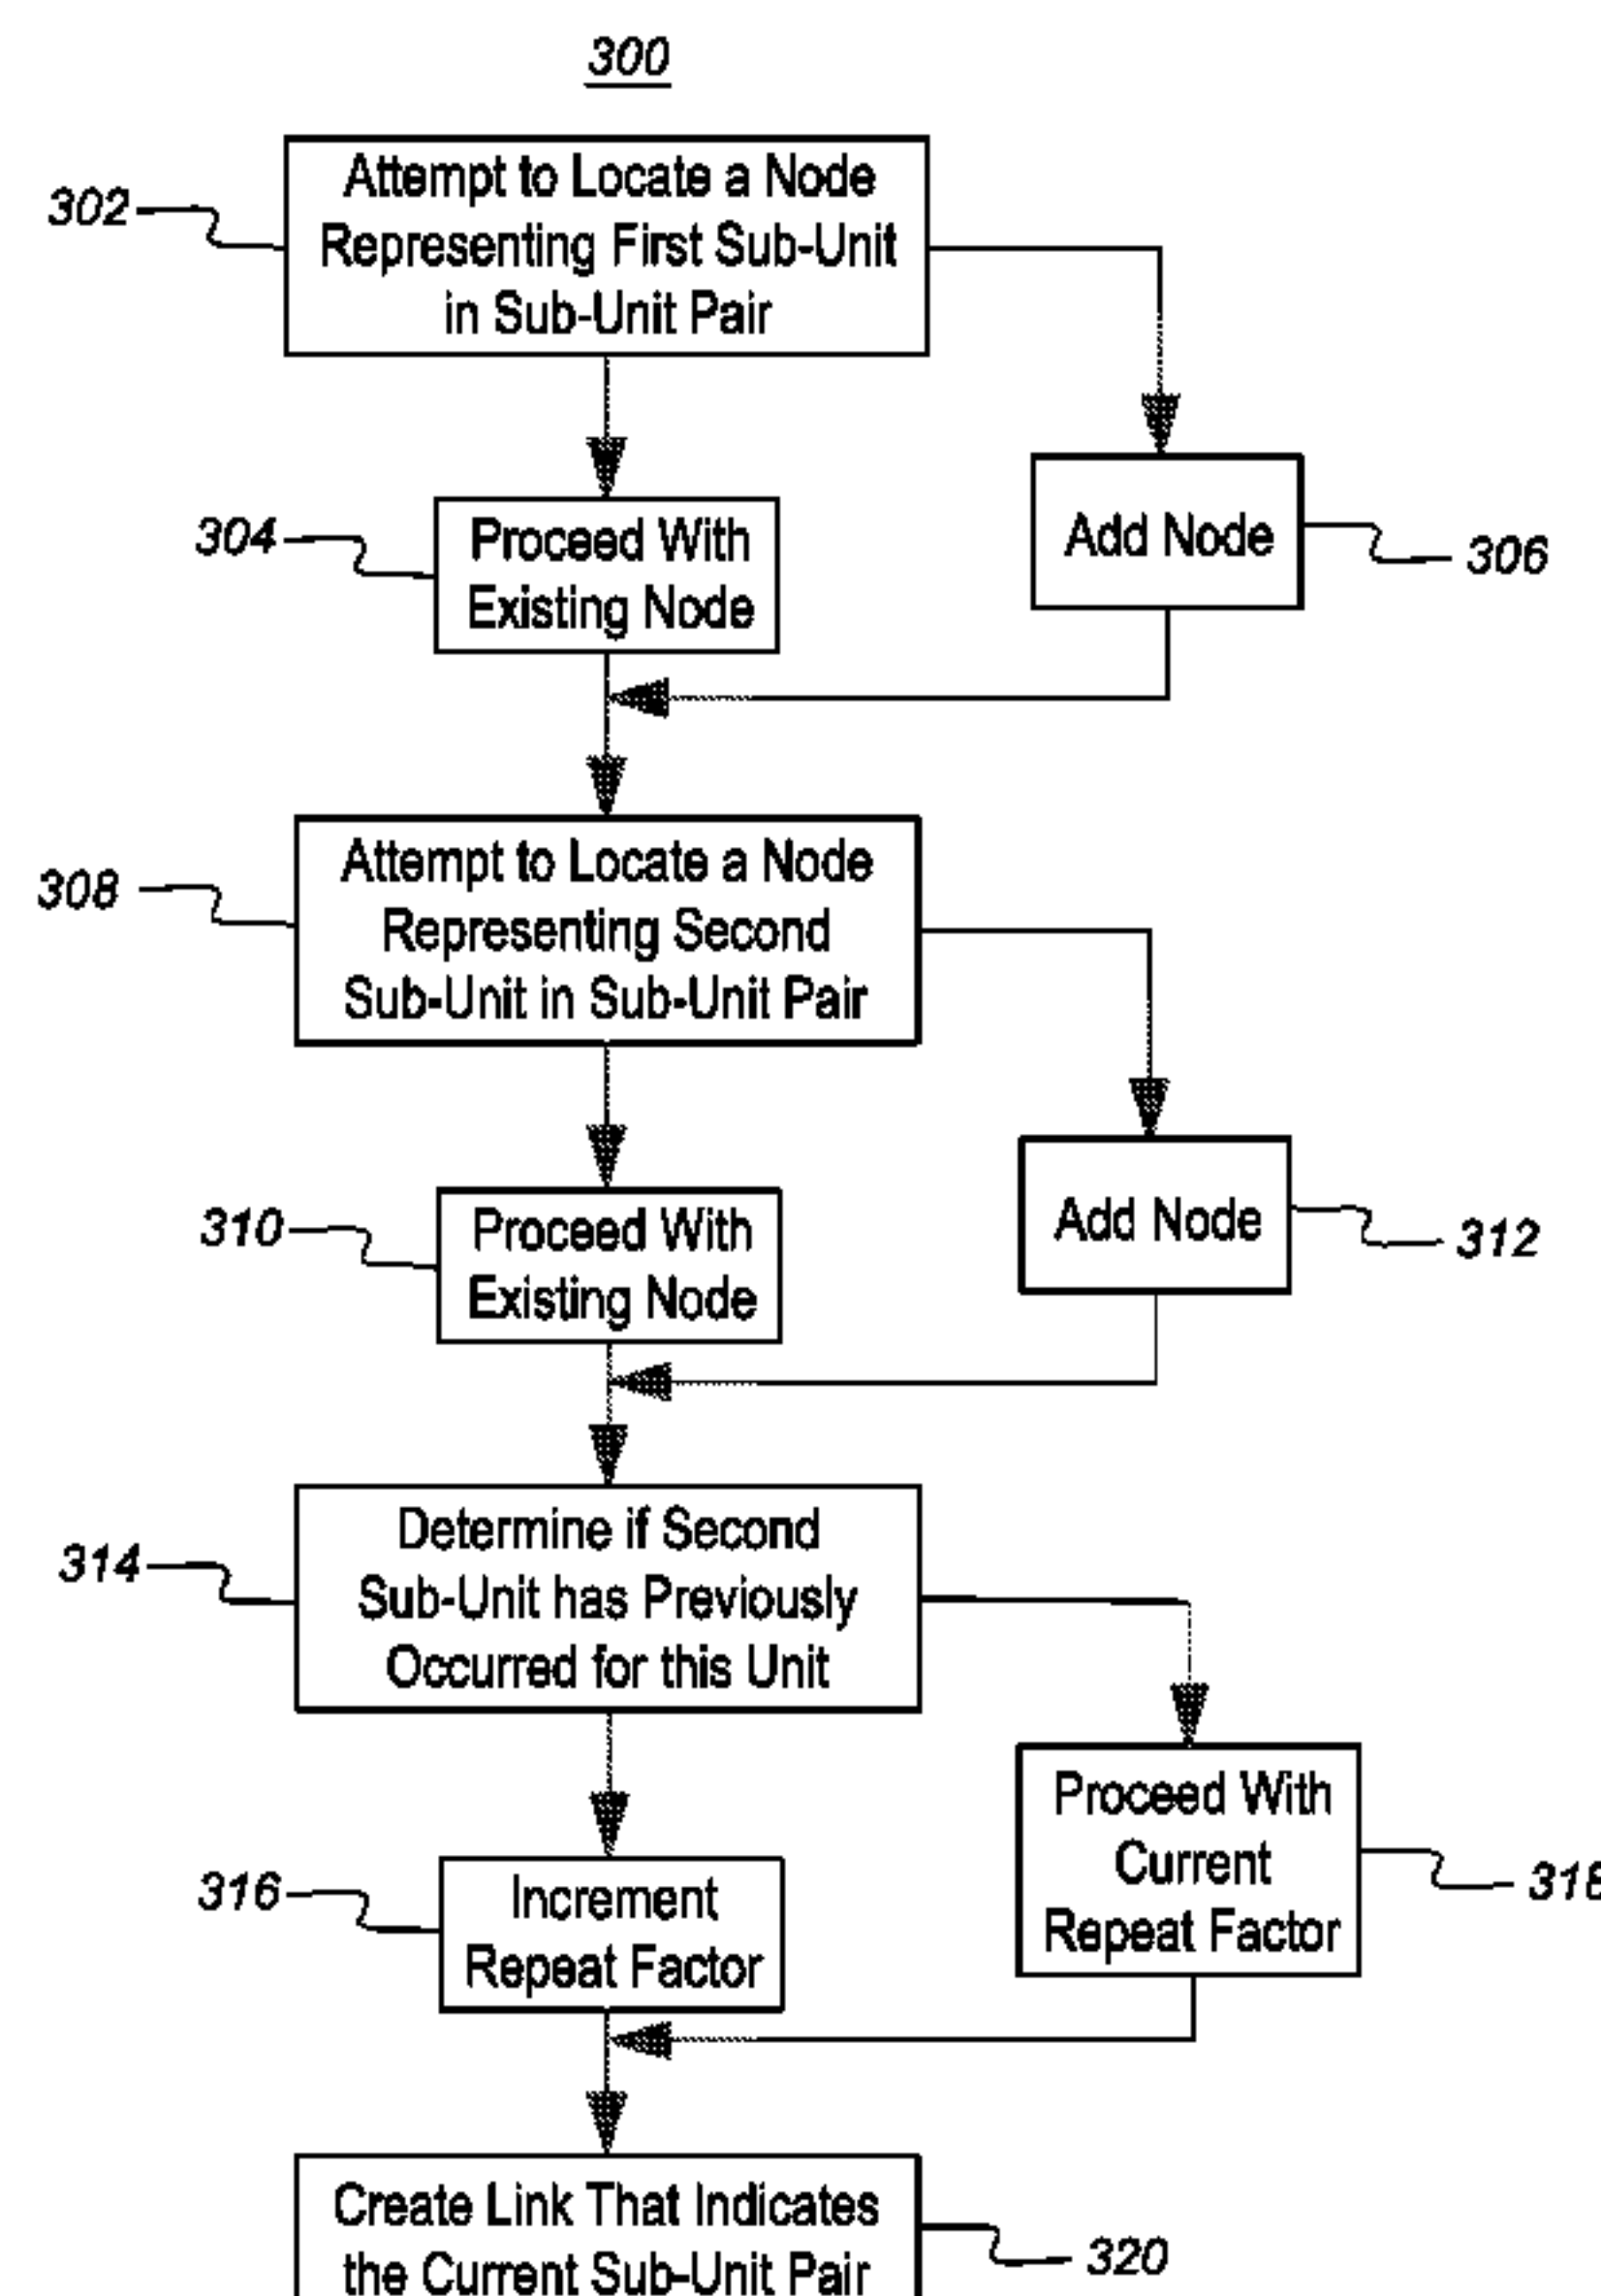 300
302
Attempt to Locate a Node
Representing First Sub-Unit
in Sub-Unit Pair
304
Proceed With
Existing Node
Add Node
306
308
Attempt to Locate a Node
Representing Second
Sub-Unit in Sub-Unit Pair
310
Proceed With
Existing Node
Add Node
312
314
Determine if Second
Sub-Unit has Previously
Occurred for this Unit
316
Increment
Repeat Factor
Proceed With
Current
Repeat Factor
318
Create Link That Indicates
the Current Sub-Unit Pair
320